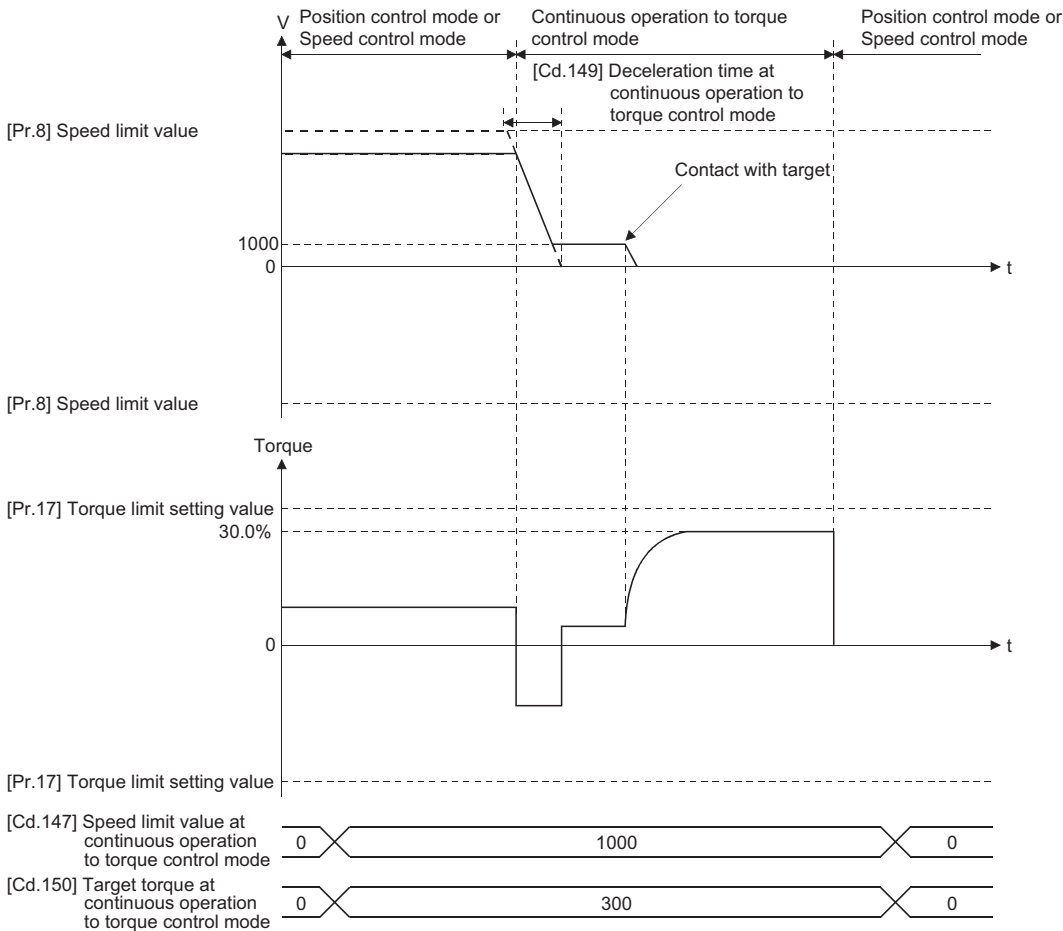 V
Position control mode or
Speed control mode
Continuous operation to torque
control mode
Position control mode or
Speed control mode
[Cd.149] Deceleration time at
continuous operation to
torque control mode
[Pr.8] Speed limit value
Contact with target
1000
0
t
[Pr.8] Speed limit value
Torque
[Pr.17] Torque limit setting value
30.0%
0
t
[Pr.17] Torque limit setting value
[Cd.147] Speed limit value at
continuous operation
to torque control mode
0
1000
0
[Cd.150] Target torque at
continuous operation
to torque control mode
0
300
0